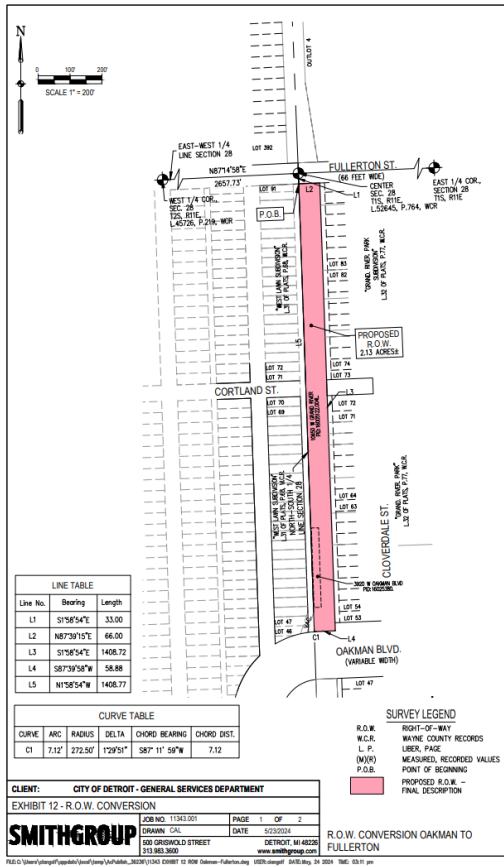 N
0 100' 200'
SCALE 1" = 200'
OUTLOT 4
LOT 392
EAST-WEST 1/4
LINE SECTION 28
N87°14'58"E
2657.73'
FULLERTON ST.
(66 FEET WIDE)
CENTER
SEC. 28
T1S, R11E,
L.52645, P.764, WCR
EAST 1/4 COR.,
SECTION 28
T1S, R11E
WEST 1/4 COR.,
SEC. 28
T2S, R11E,
L.45726, P.219, WCR
LOT 91
L2
L1
P.O.B.
"WEST LAWN SUBDIVISION"
L.31 OF PLATS, P.68, W.C.R.
LOT 83
LOT 82
"GRAND RIVER PARK
SUBDIVISION"
L.32 OF PLATS, P.77, W.C.R.
L5
PROPOSED
R.O.W.
2.13 ACRES±
LOT 74
LOT 73
LOT 72
LOT 71
CORTLAND ST.
L3
LOT 70
LOT 69
LOT 72
LOT 71
"WEST LAWN SUBDIVISION"
L.31 OF PLATS, P.68, W.C.R.
NORTH-SOUTH 1/4
LINE SECTION 28
LOT 64
LOT 63
"GRAND RIVER PARK"
L.32 OF PLATS, P.77, W.C.R.
CLOVERDALE ST.
3920 W OAKMAN BLVD
LOT 54
LOT 53
LOT 47
LOT 46
C1
L4
OAKMAN BLVD.
(VARIABLE WIDTH)
LOT 47
LINE TABLE
Line No. Bearing Length
L1 S1°58'54"E 33.00
L2 N87°39'15"E 66.00
L3 S1°58'54"E 1408.72
L4 S87°39'58"W 58.88
L5 N1°58'54"W 1408.77
CURVE TABLE
CURVE ARC RADIUS DELTA CHORD BEARING CHORD DIST.
C1 7.12' 272.50' 1°29'51" S87° 11' 59"W 7.12
SURVEY LEGEND
R.O.W. RIGHT-OF-WAY
W.C.R. WAYNE COUNTY RECORDS
L. P. LIBER, PAGE
(M)(R) MEASURED, RECORDED VALUES
P.O.B. POINT OF BEGINNING
PROPOSED R.O.W. -
FINAL DESCRIPTION
CLIENT: CITY OF DETROIT - GENERAL SERVICES DEPARTMENT
EXHIBIT 12 - R.O.W. CONVERSION
SMITHGROUP
JOB NO. 11343.001 PAGE 1 OF 2
DRAWN CAL DATE 5/23/2024
500 GRISWOLD STREET DETROIT, MI 48226
313.983.3600 www.smithgroup.com
R.O.W. CONVERSION OAKMAN TO
FULLERTON